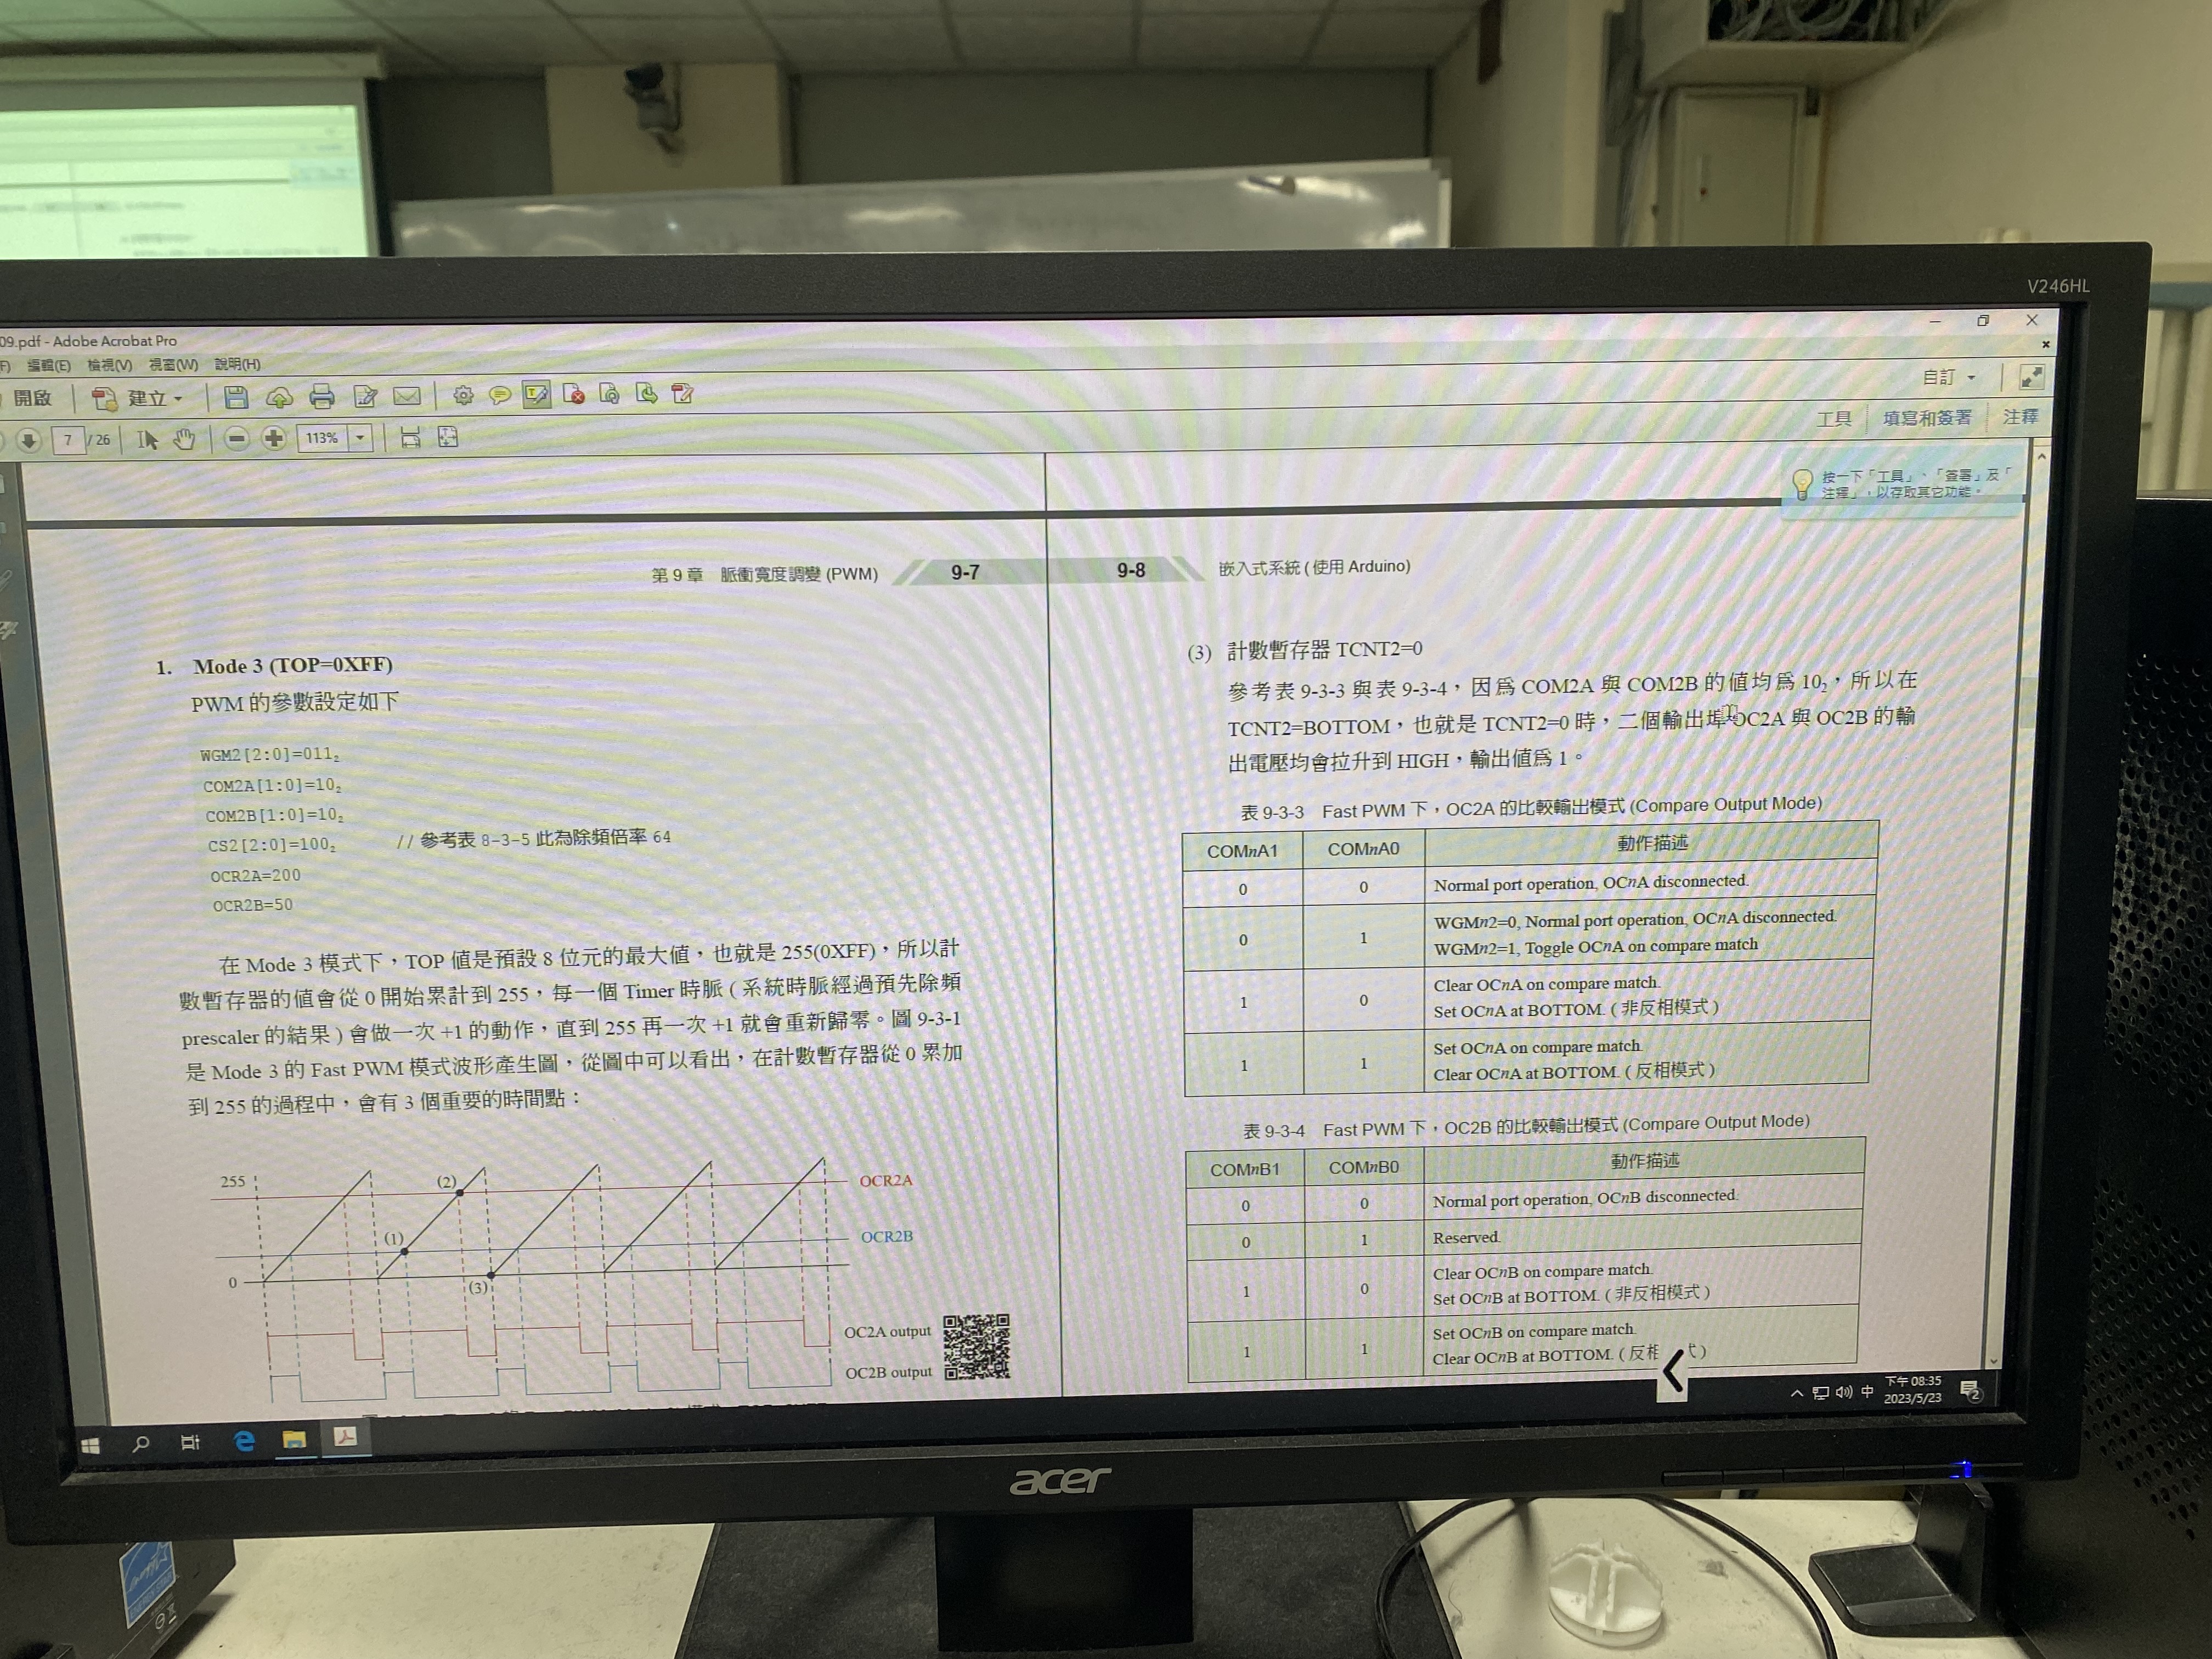 V246HL
09.pdf - Adobe Acrobat Pro
F) 編輯(E) 檢視(V) 視窗(W) 說明(H)
開啟 建立 自訂
7 / 26 113% 工具 填寫和簽署 注釋
按一下「工具」、「簽署」及「
注釋」，以存取其它功能。
第 9 章 脈衝寬度調變 (PWM) 9-7
1. Mode 3 (TOP=0XFF)
PWM 的參數設定如下
WGM2[2:0]=011₂
COM2A[1:0]=10₂
COM2B[1:0]=10₂
CS2[2:0]=100₂ // 參考表 8-3-5 此為除頻倍率 64
OCR2A=200
OCR2B=50
在 Mode 3 模式下，TOP 值是預設 8 位元的最大值，也就是 255(0XFF)，所以計
數暫存器的值會從 0 開始累計到 255，每一個 Timer 時脈 ( 系統時脈經過預先除頻
prescaler 的結果 ) 會做一次 +1 的動作，直到 255 再一次 +1 就會重新歸零。圖 9-3-1
是 Mode 3 的 Fast PWM 模式波形產生圖，從圖中可以看出，在計數暫存器從 0 累加
到 255 的過程中，會有 3 個重要的時間點：
255 (2) OCR2A
(1) OCR2B
0 (3)
OC2A output
OC2B output
9-8 嵌入式系統 ( 使用 Arduino)
(3) 計數暫存器 TCNT2=0
參考表 9-3-3 與表 9-3-4，因爲 COM2A 與 COM2B 的值均爲 10₂，所以在
TCNT2=BOTTOM，也就是 TCNT2=0 時，二個輸出埠 OC2A 與 OC2B 的輸
出電壓均會拉升到 HIGH，輸出値爲 1。
表 9-3-3 Fast PWM 下，OC2A 的比較輸出模式 (Compare Output Mode)
COMnA1 COMnA0 動作描述
0 0 Normal port operation, OCnA disconnected.
0 1 WGMn2=0, Normal port operation, OCnA disconnected.
WGMn2=1, Toggle OCnA on compare match
1 0 Clear OCnA on compare match.
Set OCnA at BOTTOM. ( 非反相模式 )
1 1 Set OCnA on compare match.
Clear OCnA at BOTTOM. ( 反相模式 )
表 9-3-4 Fast PWM 下，OC2B 的比較輸出模式 (Compare Output Mode)
COMnB1 COMnB0 動作描述
0 0 Normal port operation, OCnB disconnected.
0 1 Reserved.
1 0 Clear OCnB on compare match.
Set OCnB at BOTTOM. ( 非反相模式 )
1 1 Set OCnB on compare match.
Clear OCnB at BOTTOM. ( 反 式 )
中 下午 08:35
2023/5/23
2
acer